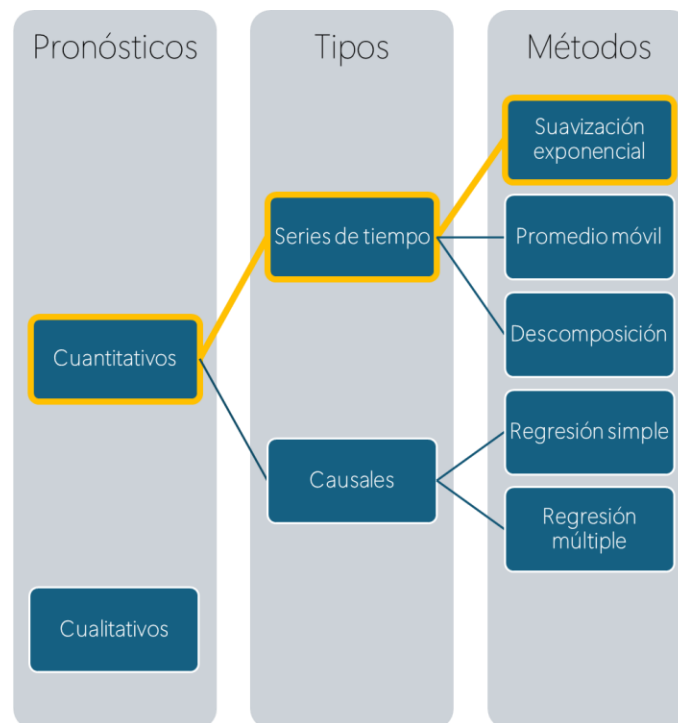 Pronósticos
Tipos
Métodos
Suavización
exponencial
Series de tiempo
Promedio móvil
Cuantitativos
Descomposición
Causales
Regresión simple
Regresión
múltiple
Cualitativos